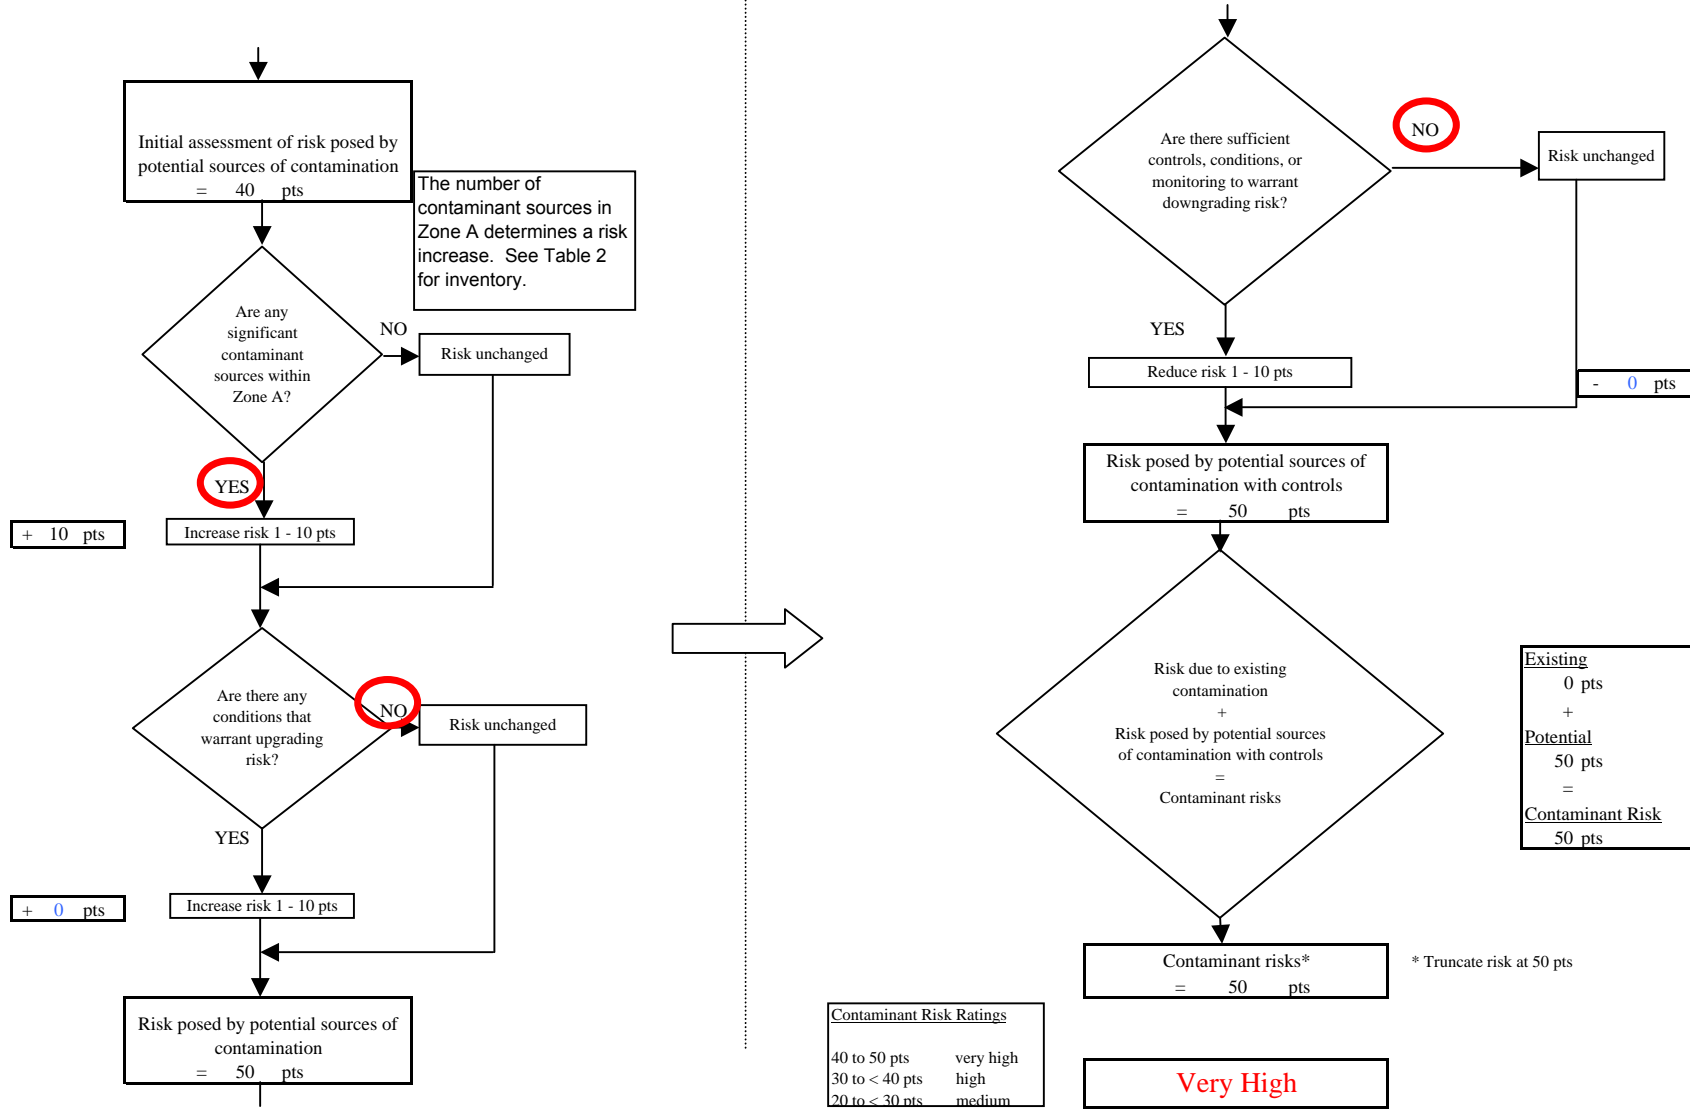 Initial assessment of risk posed by
potential sources of contamination
= 40 pts
The number of
contaminant sources in
Zone A determines a risk
increase. See Table 2
for inventory.
Are any
significant
contaminant
sources within
Zone A?
NO
Risk unchanged
YES
+ 10 pts
Increase risk 1 - 10 pts
Are there any
conditions that
warrant upgrading
risk?
NO
Risk unchanged
YES
+ 0 pts
Increase risk 1 - 10 pts
Risk posed by potential sources of
contamination
= 50 pts
Are there sufficient
controls, conditions, or
monitoring to warrant
downgrading risk?
NO
Risk unchanged
YES
Reduce risk 1 - 10 pts
- 0 pts
Risk posed by potential sources of
contamination with controls
= 50 pts
Risk due to existing
contamination
+
Risk posed by potential sources
of contamination with controls
=
Contaminant risks
Existing
0 pts
+
Potential
50 pts
=
Contaminant Risk
50 pts
Contaminant risks*
= 50 pts
* Truncate risk at 50 pts
Contaminant Risk Ratings
40 to 50 pts very high
30 to < 40 pts high
20 to < 30 pts medium
Very High